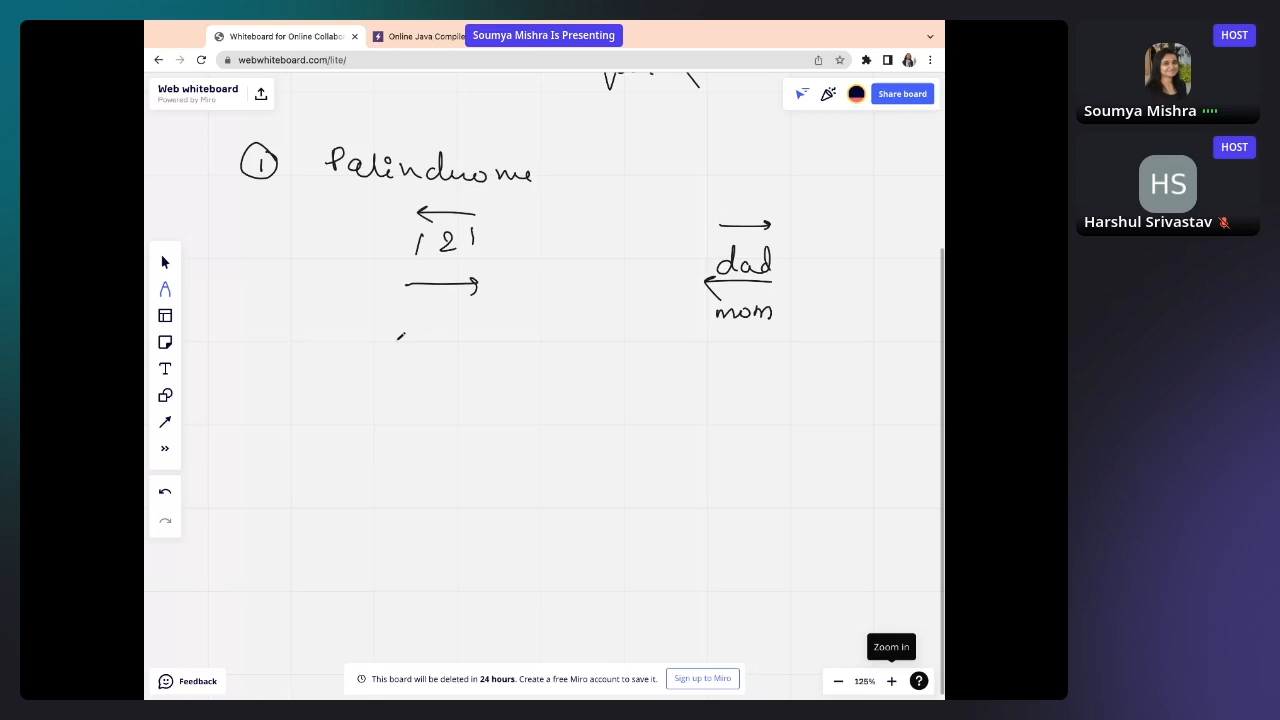 Whiteboard for Online Collabo
Online Java Compile
Soumya Mishra Is Presenting
webwhiteboard.com/lite/
Web whiteboard
Powered by Miro
Share board
1 Palindrome
121
dad
mom
Zoom in
Feedback
This board will be deleted in 24 hours. Create a free Miro account to save it.
Sign up to Miro
125%
HOST
Soumya Mishra
HOST
HS
Harshul Srivastav